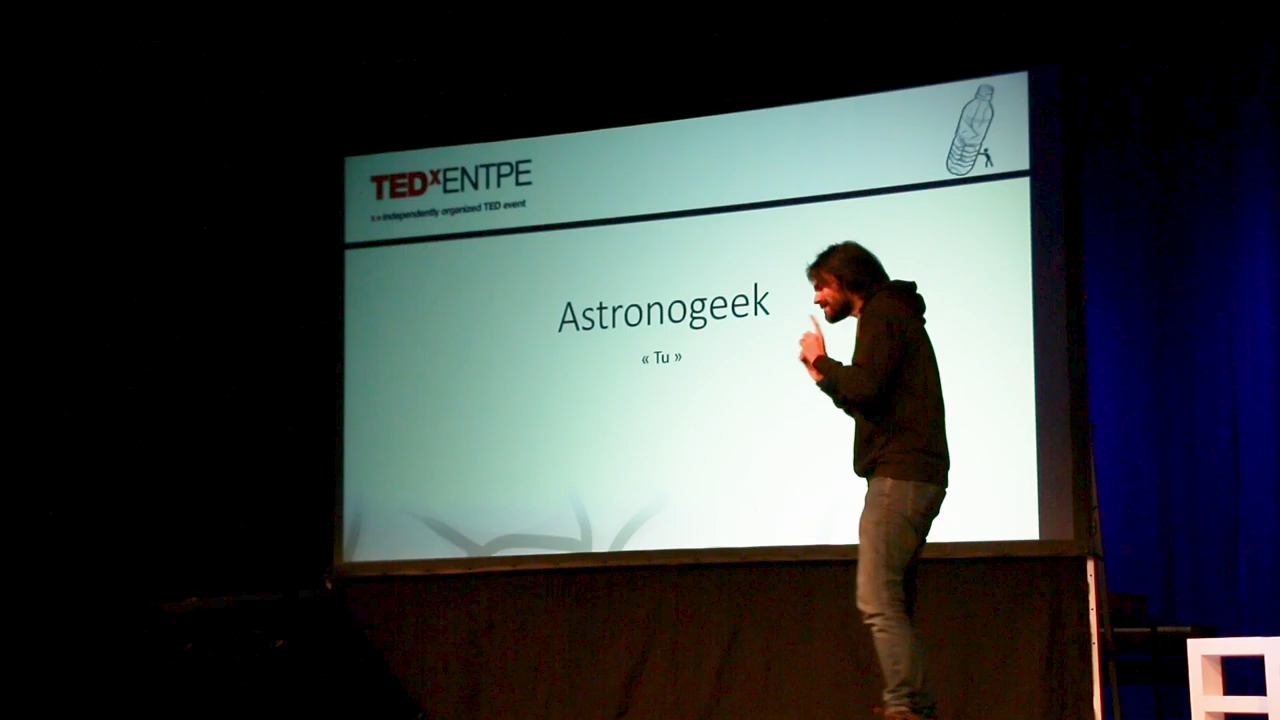 TEDxENTPE
x = independently organized TED event
Astronogeek
« Tu »